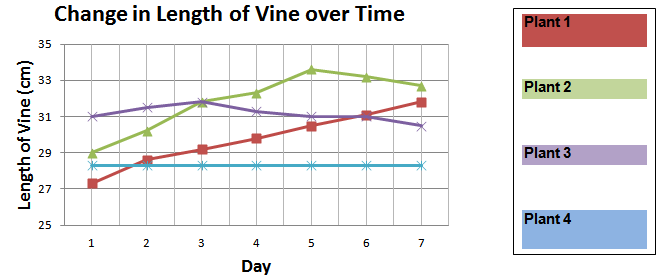 Change in Length of Vine over Time
Length of Vine (cm)
35
33
31
29
27
25
1 2 3 4 5 6 7
Day
Plant 1
Plant 2
Plant 3
Plant 4